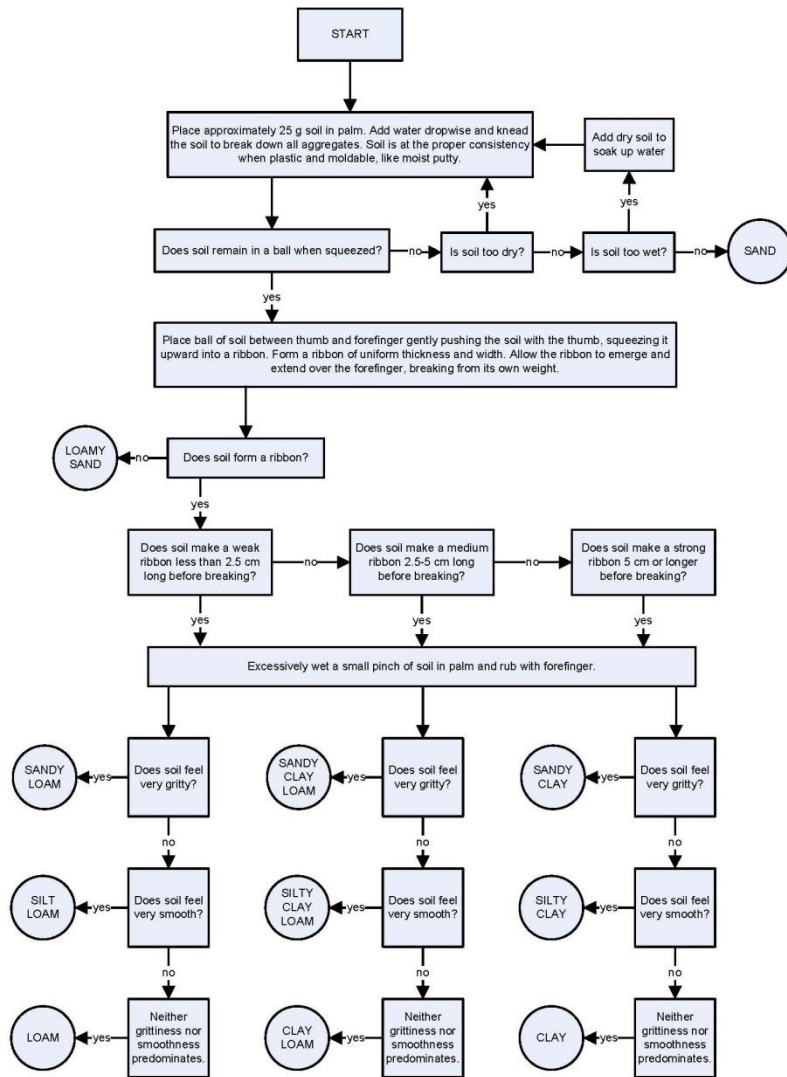 START
Place approximately 25 g soil in palm. Add water dropwise and knead
the soil to break down all aggregates. Soil is at the proper consistency
when plastic and moldable, like moist putty.
Add dry soil to
soak up water
yes
yes
Does soil remain in a ball when squeezed?
no
Is soil too dry?
no
Is soil too wet?
no
SAND
yes
Place ball of soil between thumb and forefinger gently pushing the soil with the thumb, squeezing it
upward into a ribbon. Form a ribbon of uniform thickness and width. Allow the ribbon to emerge and
extend over the forefinger, breaking from its own weight.
LOAMY
SAND
no
Does soil form a ribbon?
yes
Does soil make a weak
ribbon less than 2.5 cm
long before breaking?
no
Does soil make a medium
ribbon 2.5-5 cm long
before breaking?
no
Does soil make a strong
ribbon 5 cm or longer
before breaking?
yes
yes
yes
Excessively wet a small pinch of soil in palm and rub with forefinger.
SANDY
LOAM
yes
Does soil feel
very gritty?
SANDY
CLAY
LOAM
yes
Does soil feel
very gritty?
SANDY
CLAY
yes
Does soil feel
very gritty?
no
no
no
SILT
LOAM
yes
Does soil feel
very smooth?
SILTY
CLAY
LOAM
yes
Does soil feel
very smooth?
SILTY
CLAY
yes
Does soil feel
very smooth?
no
no
no
LOAM
yes
Neither
grittiness nor
smoothness
predominates.
CLAY
LOAM
yes
Neither
grittiness nor
smoothness
predominates.
CLAY
yes
Neither
grittiness nor
smoothness
predominates.